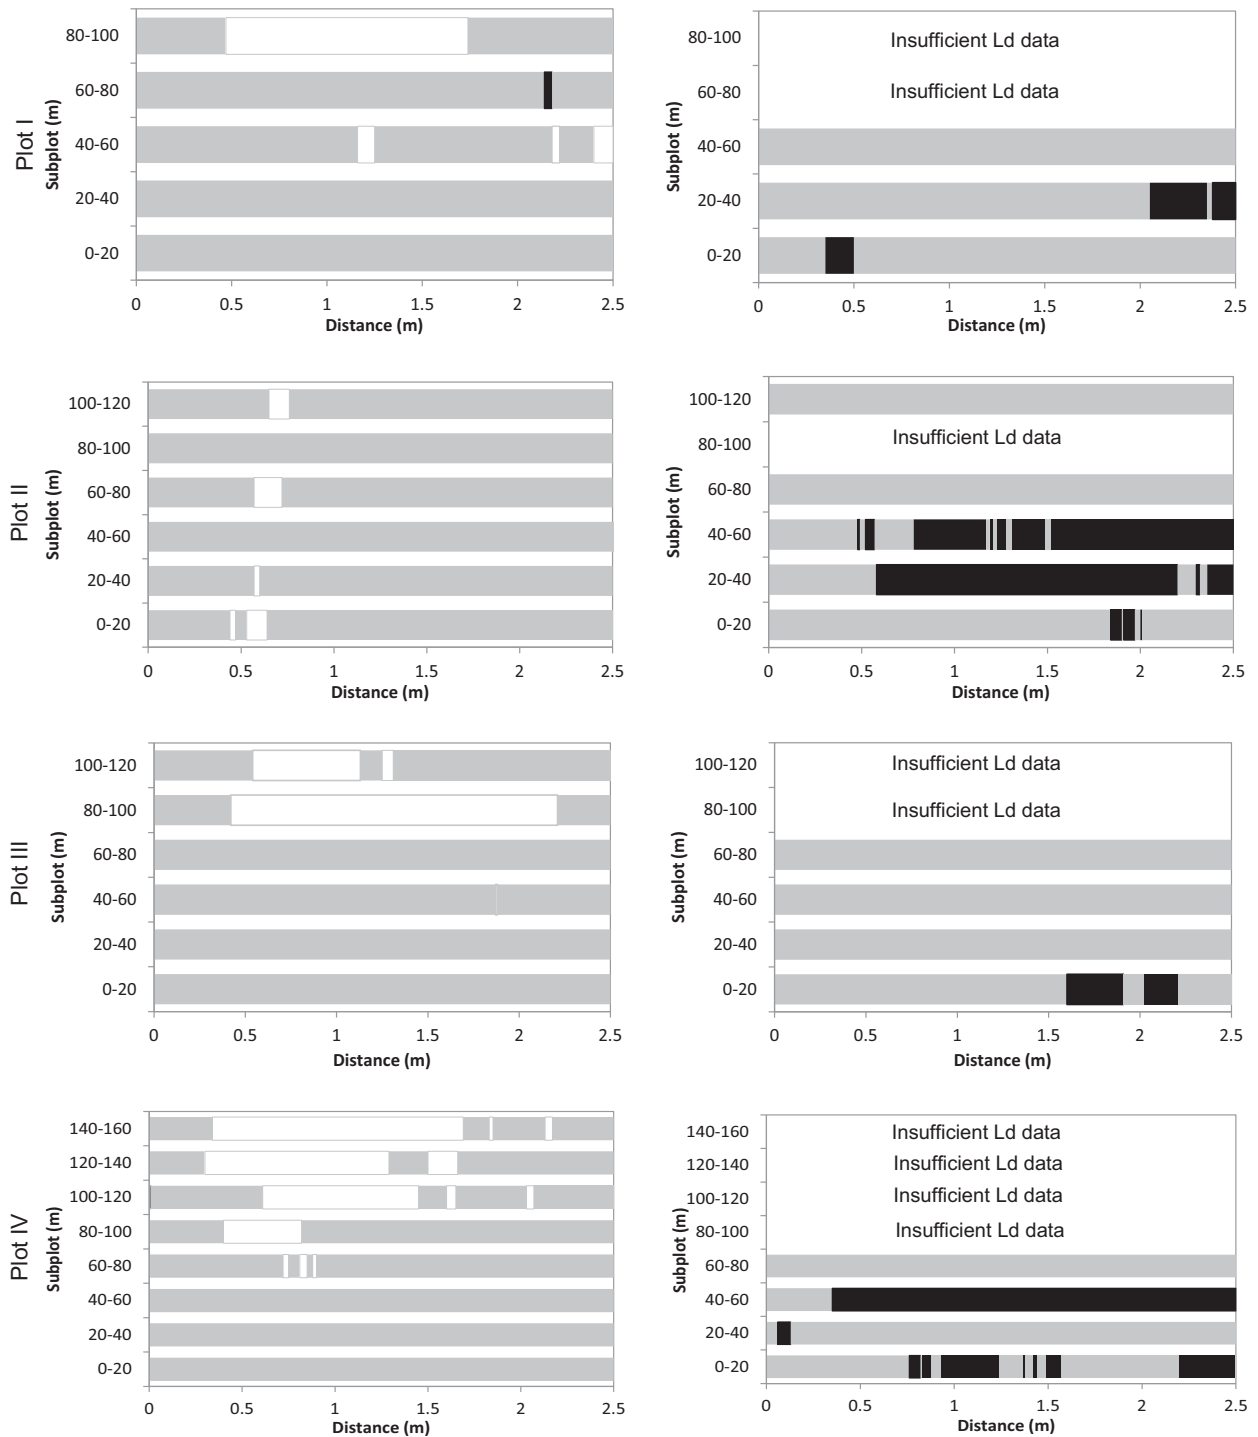 Plot I
Subplot (m)
80-100
60-80
40-60
20-40
0-20
0 0.5 1 1.5 2 2.5
Distance (m)
Subplot (m)
80-100 Insufficient Ld data
60-80 Insufficient Ld data
40-60
20-40
0-20
0 0.5 1 1.5 2 2.5
Distance (m)
Plot II
Subplot (m)
100-120
80-100
60-80
40-60
20-40
0-20
0 0.5 1 1.5 2 2.5
Distance (m)
Subplot (m)
100-120
80-100 Insufficient Ld data
60-80
40-60
20-40
0-20
0 0.5 1 1.5 2 2.5
Distance (m)
Plot III
Subplot (m)
100-120
80-100
60-80
40-60
20-40
0-20
0 0.5 1 1.5 2 2.5
Distance (m)
Subplot (m)
100-120 Insufficient Ld data
80-100 Insufficient Ld data
60-80
40-60
20-40
0-20
0 0.5 1 1.5 2 2.5
Distance (m)
Plot IV
Subplot (m)
140-160
120-140
100-120
80-100
60-80
40-60
20-40
0-20
0 0.5 1 1.5 2 2.5
Distance (m)
Subplot (m)
140-160 Insufficient Ld data
120-140 Insufficient Ld data
100-120 Insufficient Ld data
80-100 Insufficient Ld data
60-80
40-60
20-40
0-20
0 0.5 1 1.5 2 2.5
Distance (m)